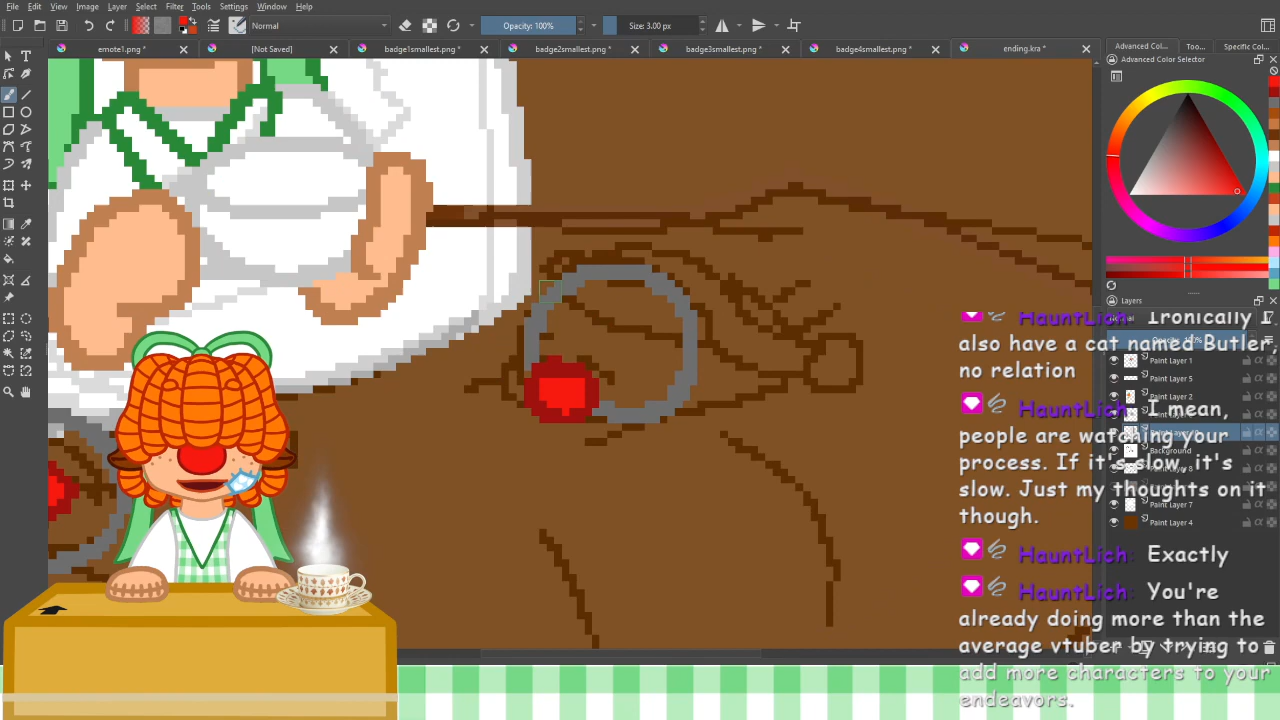 File Edit View Image Layer Select Filter Tools Settings Window Help
Normal Opacity: 100% Size: 3.00 px
emote1.png * [Not Saved] badge1smallest.png * badge2smallest.png * badge3smallest.png * badge4smallest.png * ending.kra *
Advanced Col... Too... Specific Col...
Advanced Color Selector
Layers
Paint Layer 1
Paint Layer 5
Paint Layer 2
Background
Paint Layer 7
Paint Layer 4
HauntLich: Ironically I
also have a cat named Butler,
no relation
HauntLich: I mean,
people are watching your
process. If it's slow, it's
slow. Just my thoughts on it
though.
HauntLich: Exactly
HauntLich: You're
already doing more than the
average vtuber by trying to
add more characters to your
endeavors.